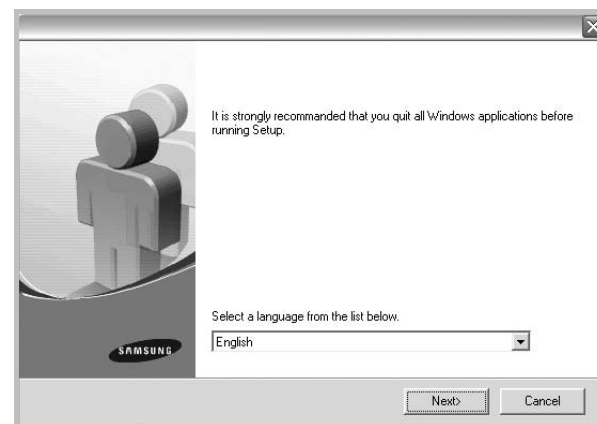 It is strongly recommanded that you quit all Windows applications before
running Setup.
Select a language from the list below.
English
SAMSUNG
Next>
Cancel